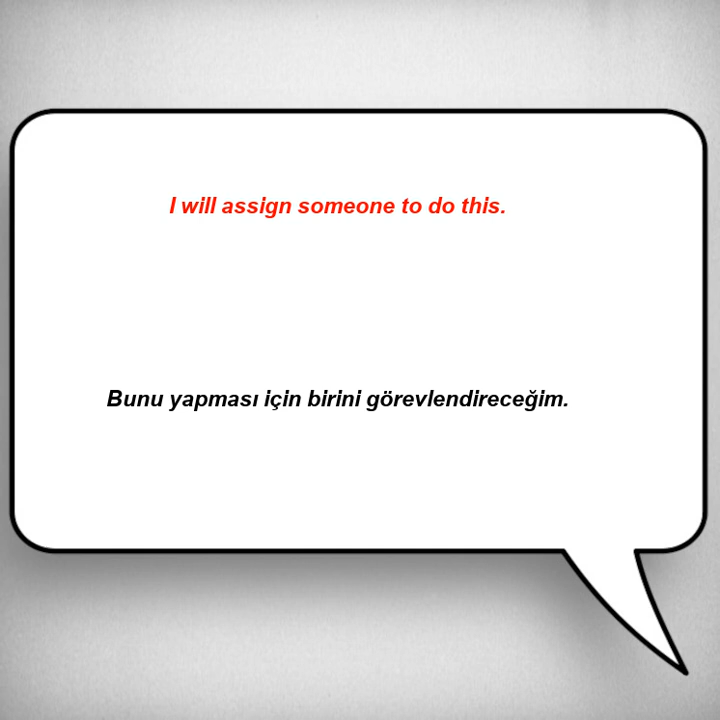 I will assign someone to do this.
Bunu yapması için birini görevlendireceğim.